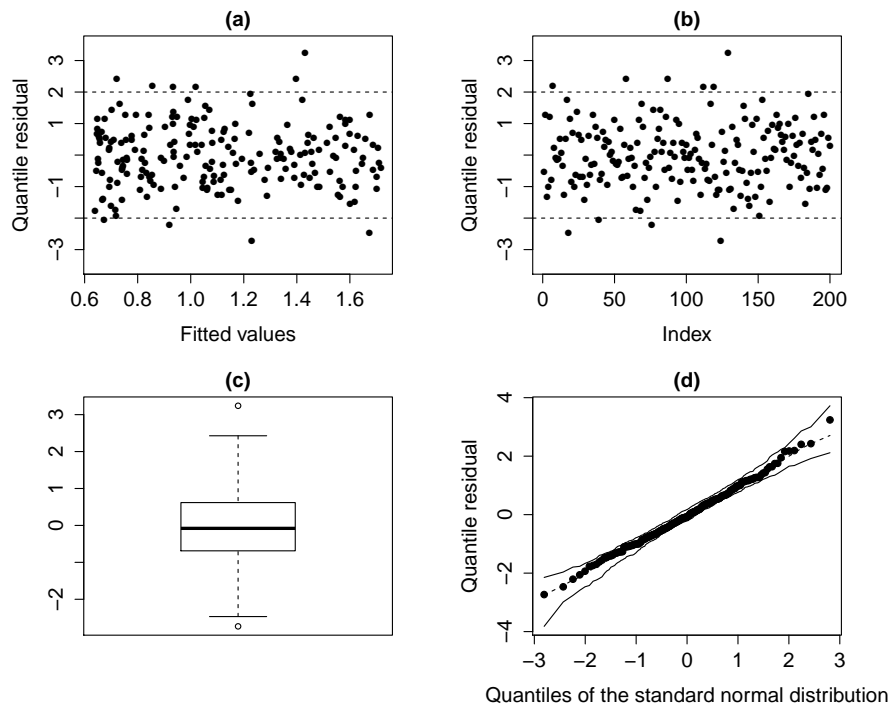 (a)
Quantile residual
3
2
1
−1
−3
0.6 0.8 1.0 1.2 1.4 1.6
Fitted values
(b)
Quantile residual
3
2
1
−1
−3
0 50 100 150 200
Index
(c)
3
2
1
0
−2
(d)
Quantile residual
4
2
0
−2
−4
−3 −2 −1 0 1 2 3
Quantiles of the standard normal distribution